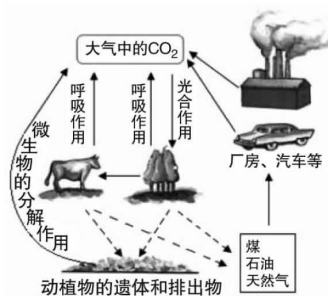 大气中的CO₂
呼吸作用
呼吸作用
光合作用
微生物的分解作用
厂房、汽车等
煤
石油
天然气
动植物的遗体和排出物